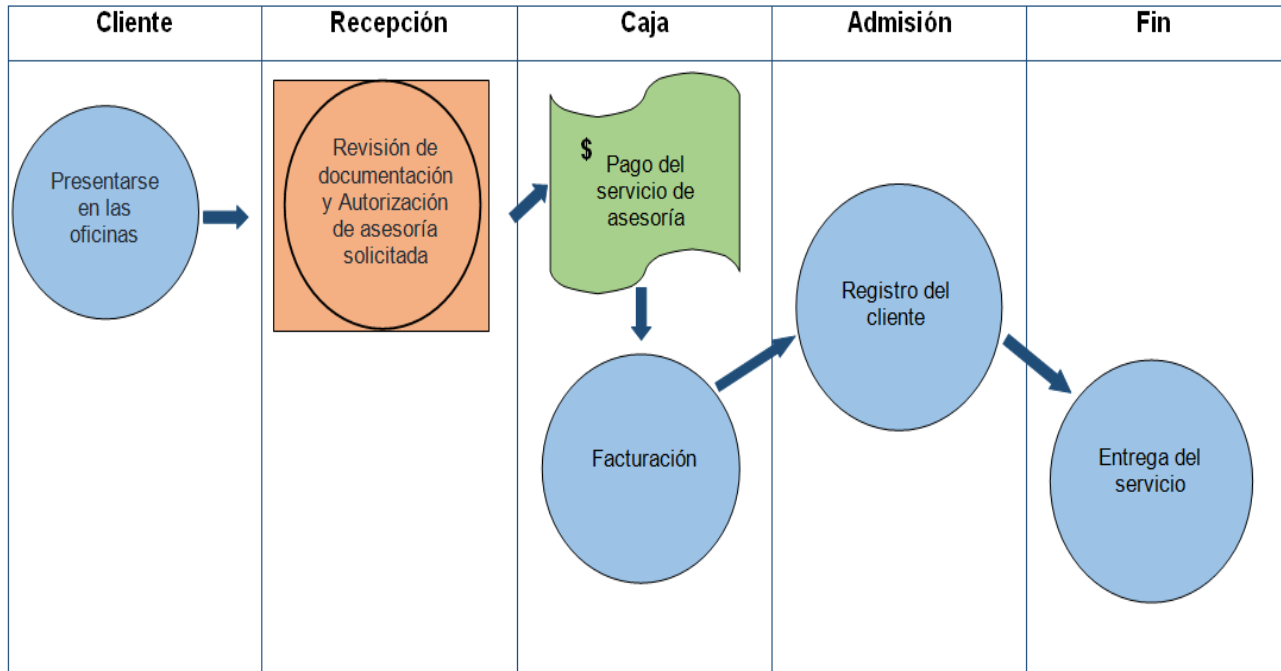 Cliente
Recepción
Caja
Admisión
Fin
Presentarse
en las
oficinas
Revisión de
documentación
y Autorización
de asesoría
solicitada
$
Pago del
servicio de
asesoría
Facturación
Registro del
cliente
Entrega del
servicio